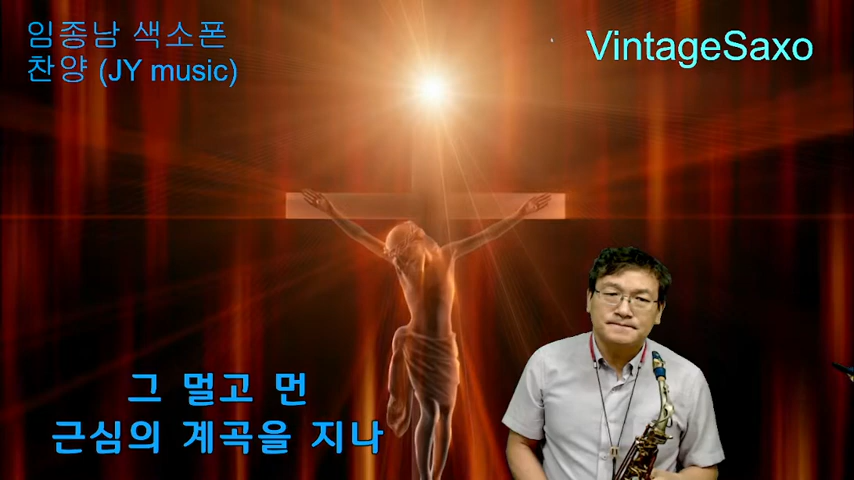 임종남 색소폰
찬양 (JY music)
VintageSaxo
그 멀고 먼
근심의 계곡을 지나